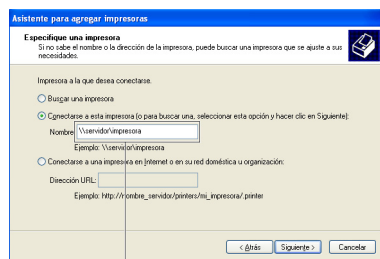 Asistente para agregar impresoras
Especifique una impresora
Si no sabe el nombre o la dirección de la impresora, puede buscar una impresora que se ajuste a sus
necesidades.
Impresora a la que desea conectarse.
Buscar una impresora
Conectarse a esta impresora (o para buscar una, seleccionar esta opción y hacer clic en Siguiente):
Nombre \\servidor\impresora
Ejemplo: \\servidor\impresora
Conectarse a una impresora en Internet o en su red doméstica u organización:
Dirección URL:
Ejemplo: http://nombre_servidor/printers/mi_impresora/.printer
< Atrás Siguiente > Cancelar